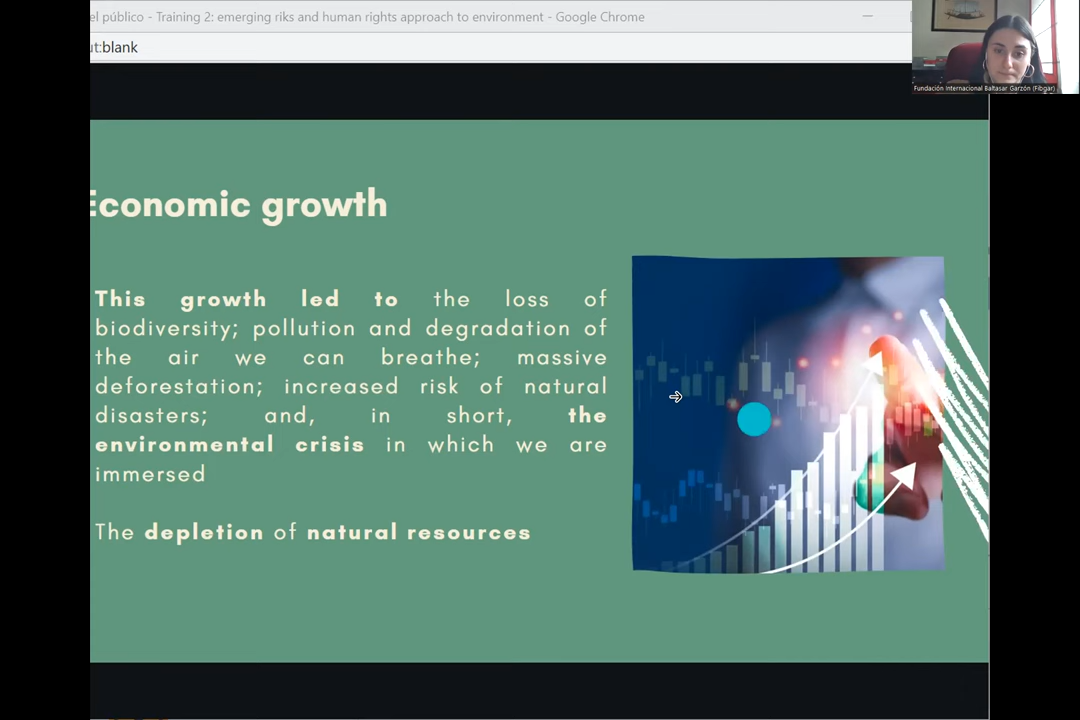 el público - Training 2: emerging riks and human rights approach to environment - Google Chrome
ut:blank
Fundación Internacional Baltasar Garzón (Fibgar)
Economic growth
This growth led to the loss of
biodiversity; pollution and degradation of
the air we can breathe; massive
deforestation; increased risk of natural
disasters; and, in short, the
environmental crisis in which we are
immersed
The depletion of natural resources